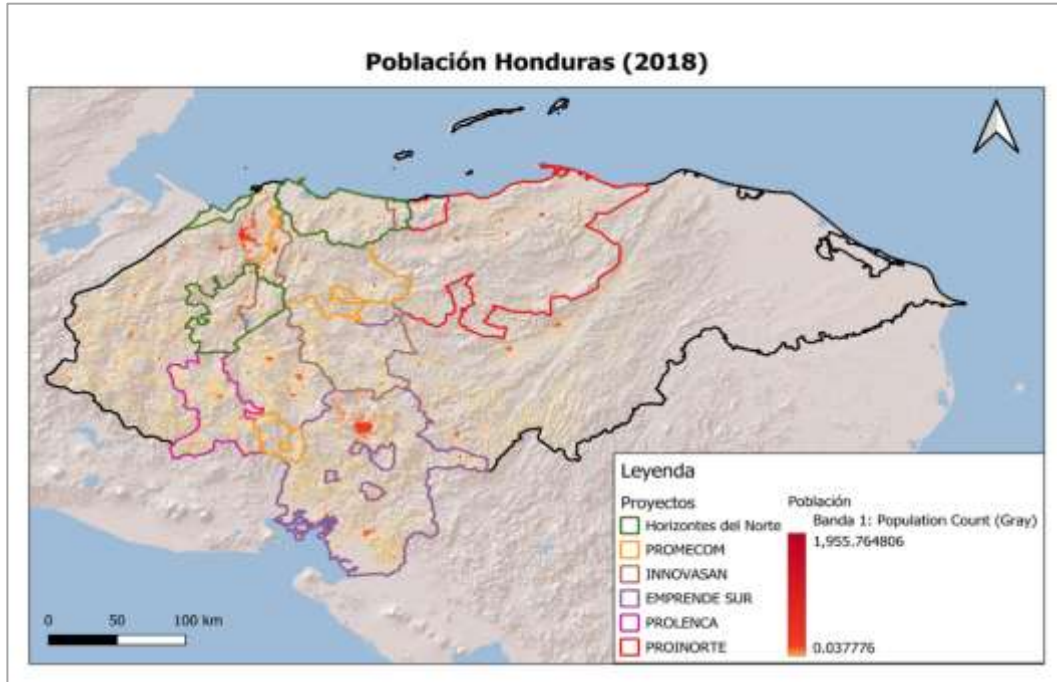 Población Honduras (2018)
Leyenda
Proyectos
Horizontes del Norte
PROMECOM
INNOVASAN
EMPRENDE SUR
PROLENCA
PROINORTE
Población
Banda 1: Population Count (Gray)
1,955.764806
0.037776
0 50 100 km